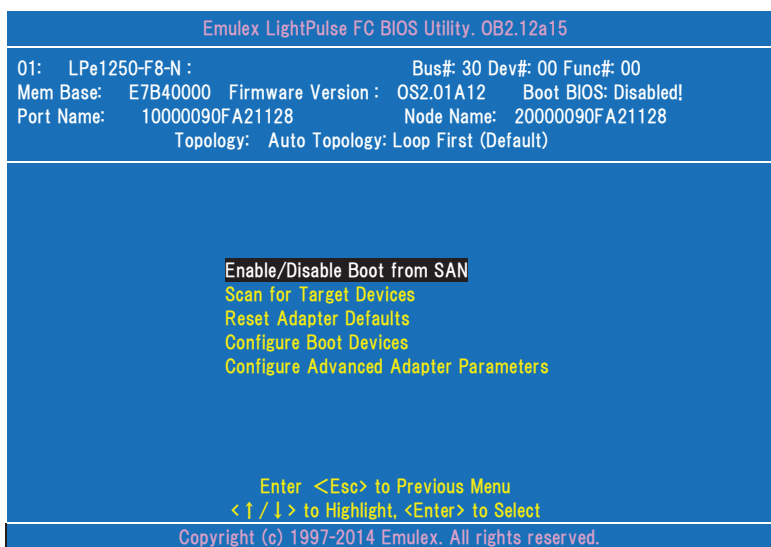 Emulex LightPulse FC BIOS Utility. OB2.12a15
01: LPe1250-F8-N : Bus#: 30 Dev#: 00 Func#: 00
Mem Base: E7B40000 Firmware Version : OS2.01A12 Boot BIOS: Disabled!
Port Name: 10000090FA21128 Node Name: 20000090FA21128
Topology: Auto Topology: Loop First (Default)
Enable/Disable Boot from SAN
Scan for Target Devices
Reset Adapter Defaults
Configure Boot Devices
Configure Advanced Adapter Parameters
Enter <Esc> to Previous Menu
<↑/↓> to Highlight, <Enter> to Select
Copyright (c) 1997-2014 Emulex. All rights reserved.